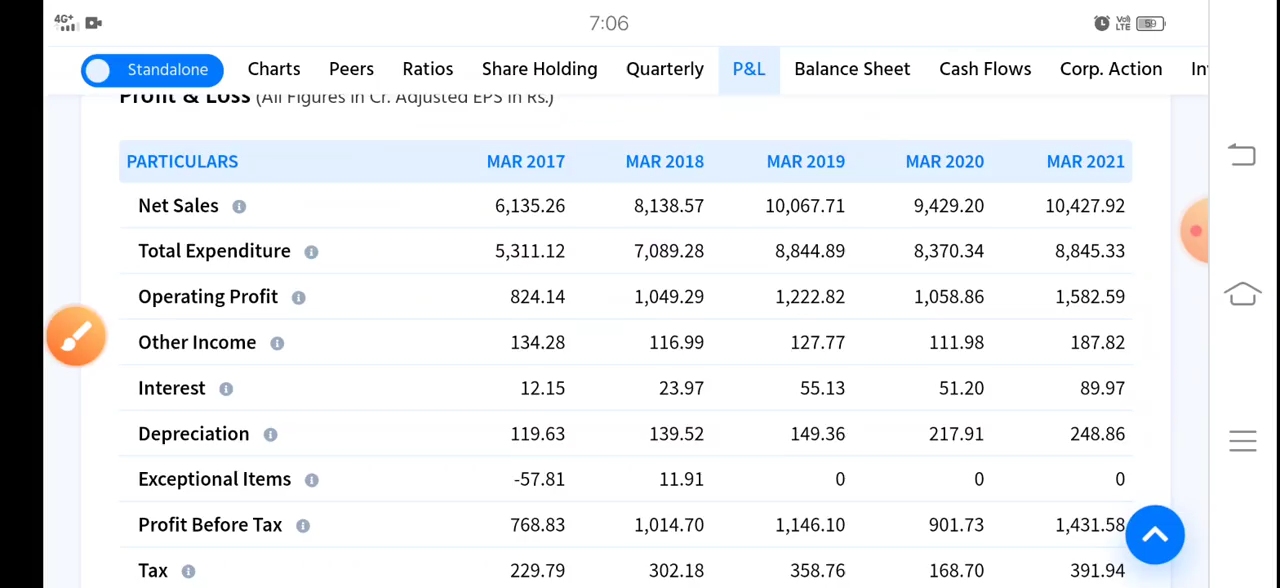 4G+ 7:06 Vo) LTE 59
Standalone Charts Peers Ratios Share Holding Quarterly P&L Balance Sheet Cash Flows Corp. Action In
Profit & Loss (All Figures in Cr. Adjusted EPS in Rs.)
PARTICULARS MAR 2017 MAR 2018 MAR 2019 MAR 2020 MAR 2021
Net Sales 6,135.26 8,138.57 10,067.71 9,429.20 10,427.92
Total Expenditure 5,311.12 7,089.28 8,844.89 8,370.34 8,845.33
Operating Profit 824.14 1,049.29 1,222.82 1,058.86 1,582.59
Other Income 134.28 116.99 127.77 111.98 187.82
Interest 12.15 23.97 55.13 51.20 89.97
Depreciation 119.63 139.52 149.36 217.91 248.86
Exceptional Items -57.81 11.91 0 0 0
Profit Before Tax 768.83 1,014.70 1,146.10 901.73 1,431.58
Tax 229.79 302.18 358.76 168.70 391.94